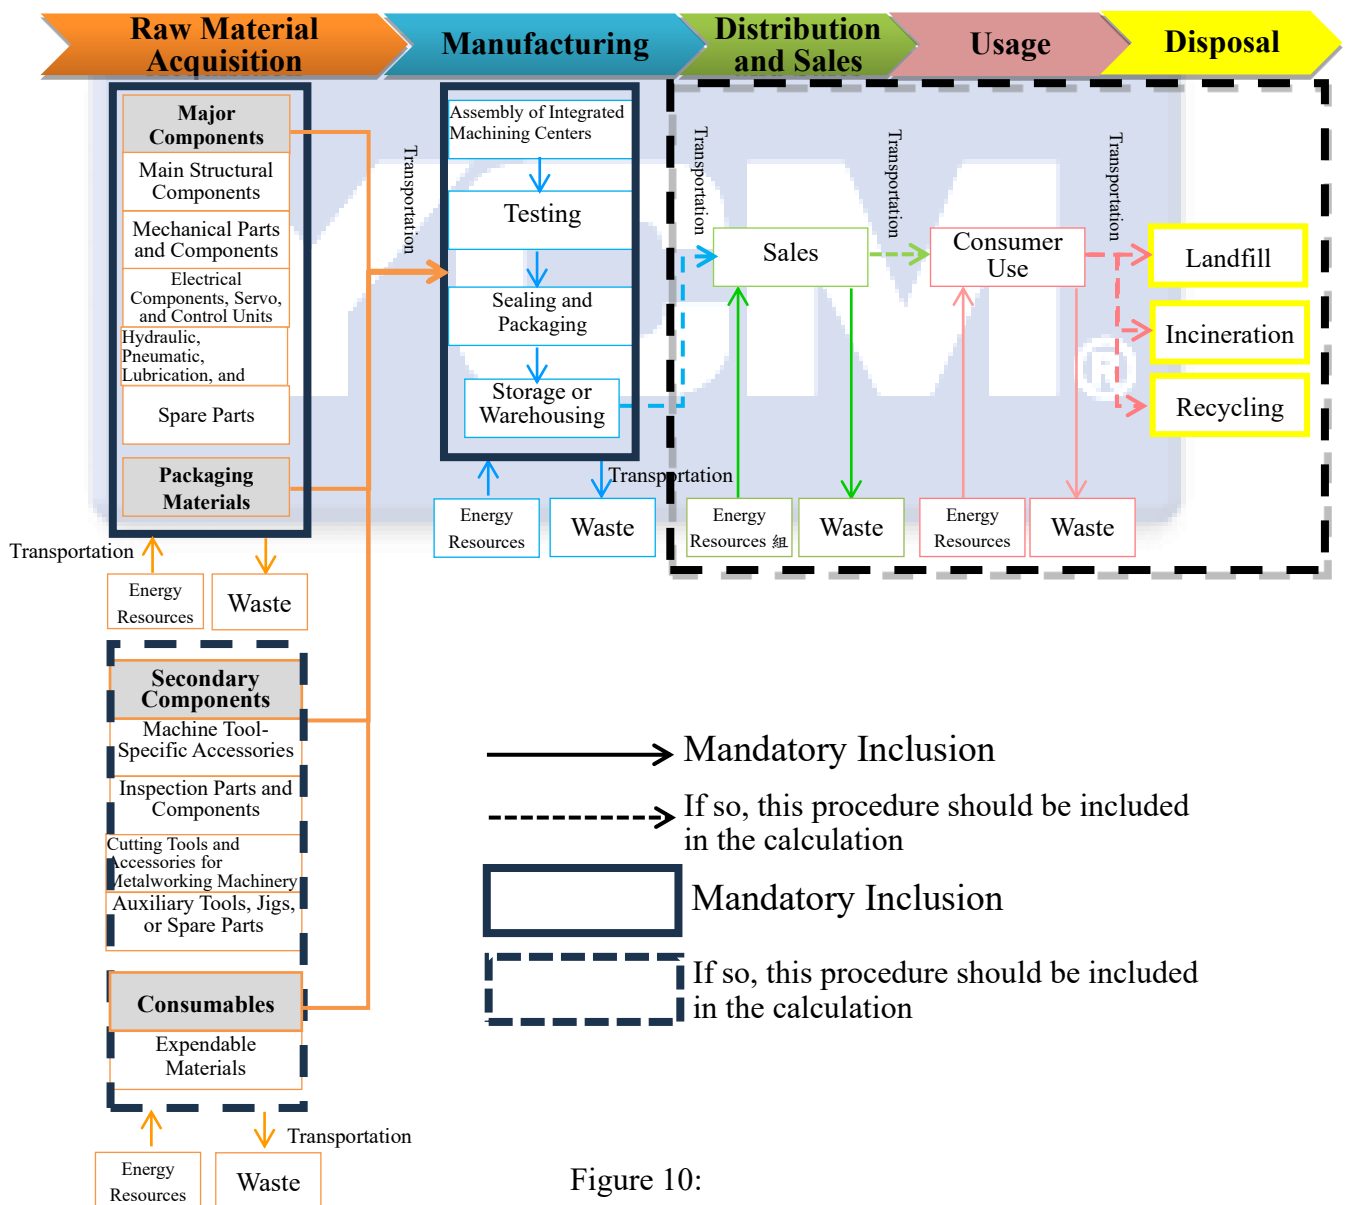 Raw Material
Acquisition
Manufacturing
Distribution
and Sales
Usage
Disposal
Major
Components
Main Structural
Components
Mechanical Parts
and Components
Electrical
Components, Servo,
and Control Units
Hydraulic,
Pneumatic,
Lubrication, and
Spare Parts
Packaging
Materials
Transportation
Energy
Resources
Waste
Secondary
Components
Machine Tool-
Specific Accessories
Inspection Parts and
Components
Cutting Tools and
Accessories for
Metalworking Machinery
Auxiliary Tools, Jigs,
or Spare Parts
Consumables
Expendable
Materials
Transportation
Energy
Resources
Waste
Transportation
Assembly of Integrated
Machining Centers
Testing
Sealing and
Packaging
Storage or
Warehousing
Transportation
Energy
Resources
Waste
Transportation
Sales
Energy
Resources 組
Waste
Transportation
Consumer
Use
Energy
Resources
Waste
Transportation
Landfill
Incineration
Recycling
YCM
®
Mandatory Inclusion
If so, this procedure should be included
in the calculation
Mandatory Inclusion
If so, this procedure should be included
in the calculation
Figure 10: